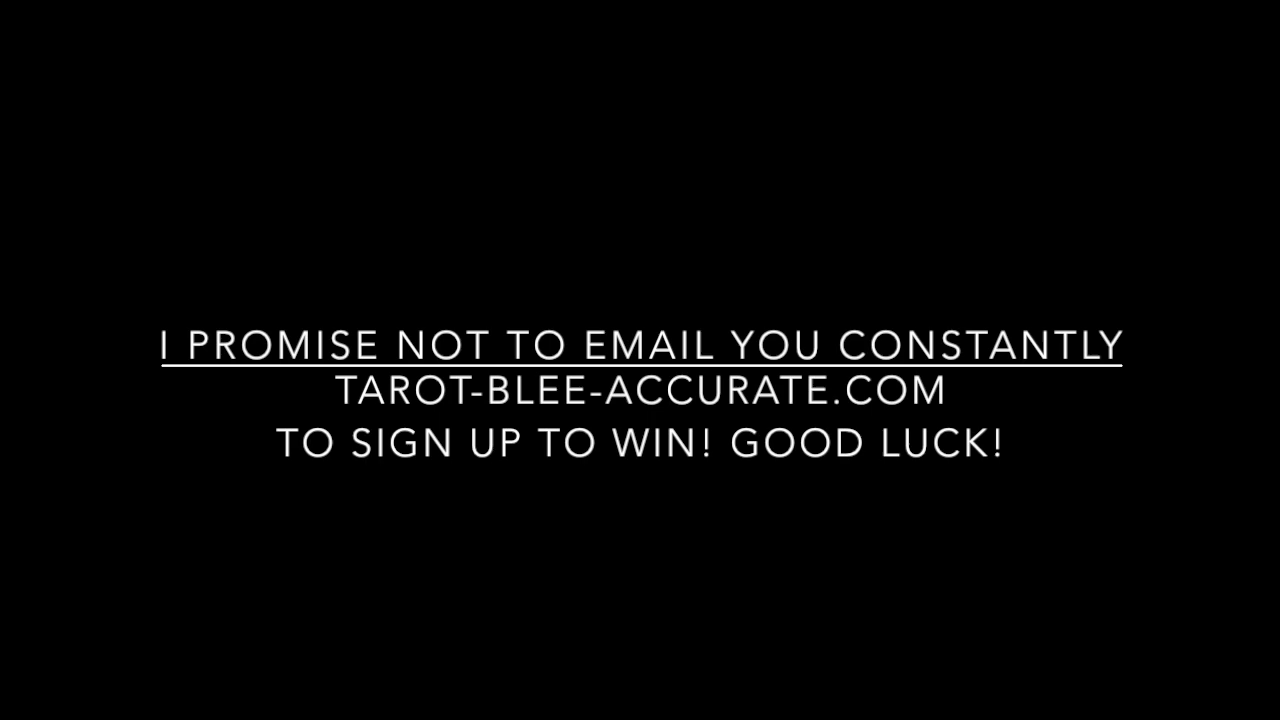 I PROMISE NOT TO EMAIL YOU CONSTANTLY
TAROT-BLEE-ACCURATE.COM
TO SIGN UP TO WIN! GOOD LUCK!